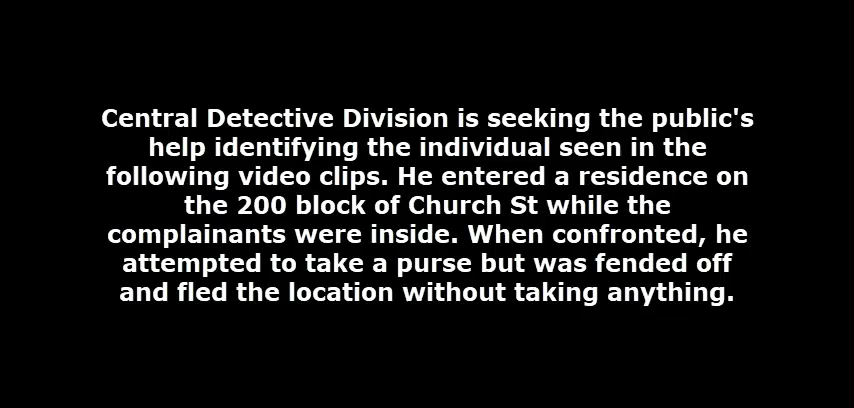 Central Detective Division is seeking the public's
help identifying the individual seen in the
following video clips. He entered a residence on
the 200 block of Church St while the
complainants were inside. When confronted, he
attempted to take a purse but was fended off
and fled the location without taking anything.